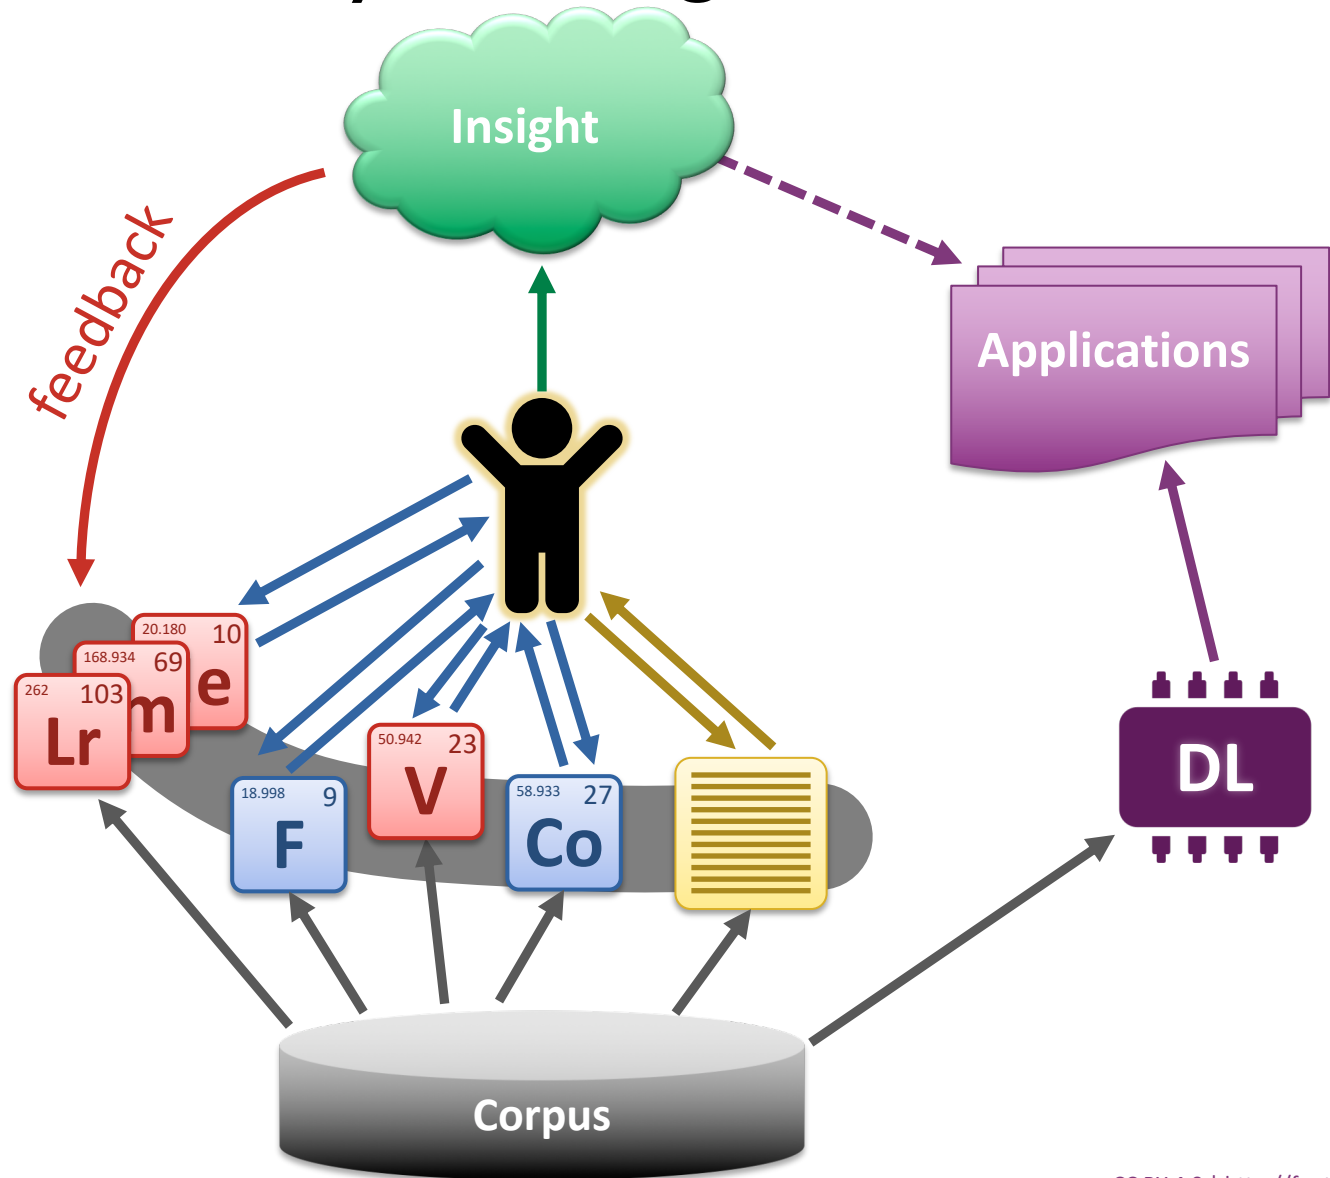 Insight
feedback
Applications
20.180 10
e
168.934 69
m
262 103
Lr
50.942 23
V
18.998 9
F
58.933 27
Co
DL
Corpus